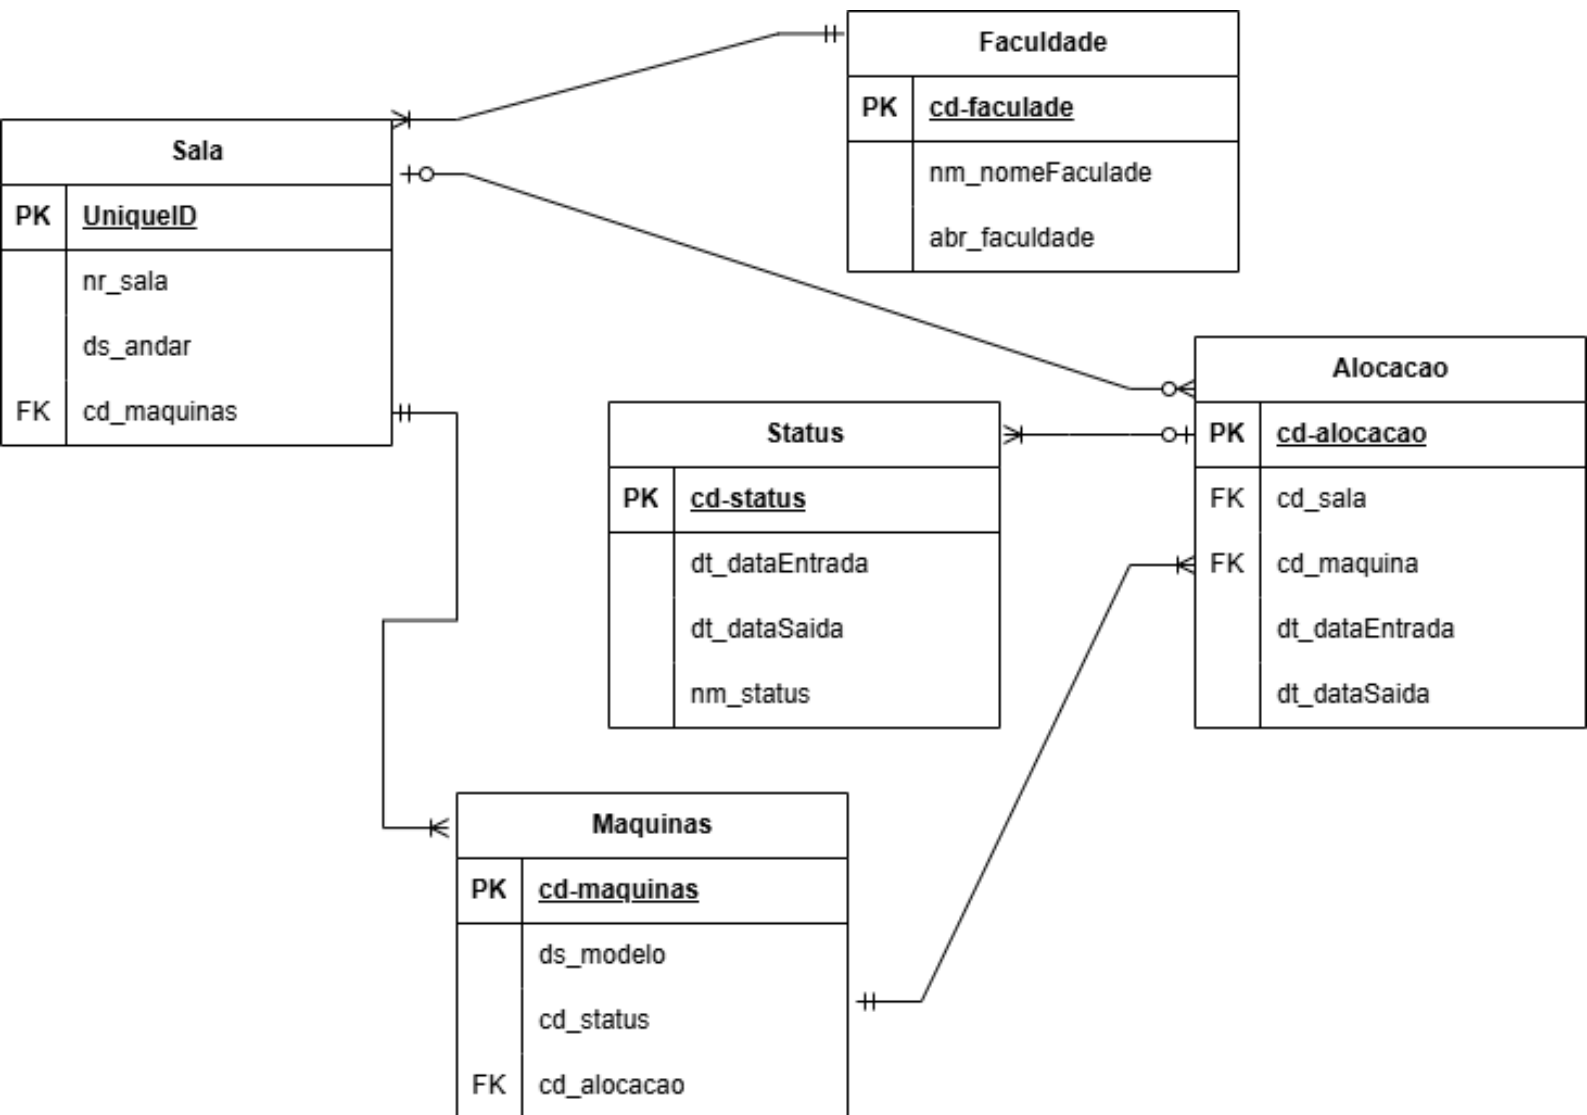 Faculdade
PK cd-faculade
nm_nomeFaculade
abr_faculdade
Sala
PK UniqueID
nr_sala
ds_andar
FK cd_maquinas
Alocacao
PK cd-alocacao
FK cd_sala
FK cd_maquina
dt_dataEntrada
dt_dataSaida
Status
PK cd-status
dt_dataEntrada
dt_dataSaida
nm_status
Maquinas
PK cd-maquinas
ds_modelo
cd_status
FK cd_alocacao